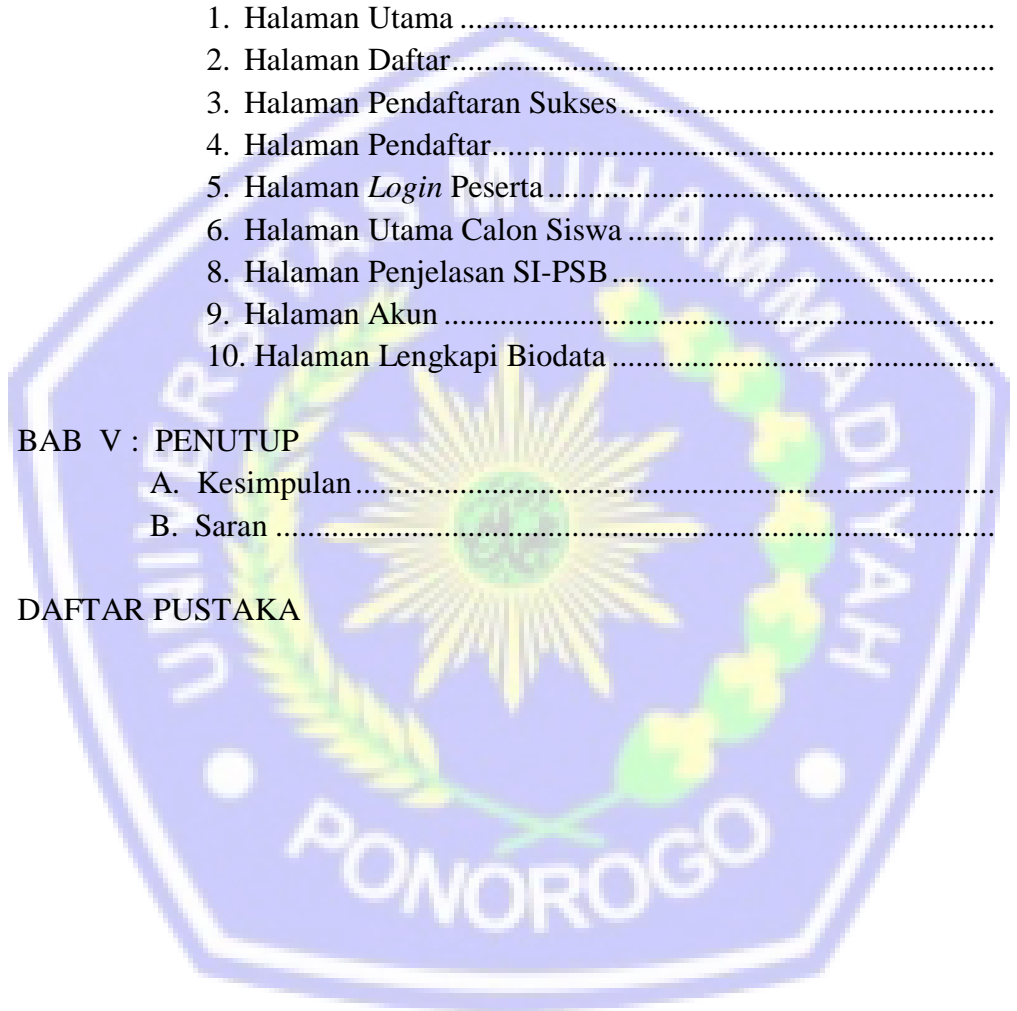 1. Halaman Utama ....................................................................
2. Halaman Daftar.....................................................................
3. Halaman Pendaftaran Sukses...............................................
4. Halaman Pendaftar................................................................
5. Halaman Login Peserta .........................................................
6. Halaman Utama Calon Siswa ...............................................
8. Halaman Penjelasan SI-PSB.................................................
9. Halaman Akun ......................................................................
10. Halaman Lengkapi Biodata ....................................................
BAB V : PENUTUP
A. Kesimpulan.................................................................................
B. Saran ...........................................................................................
DAFTAR PUSTAKA
UNIVERSITAS MUHAMMADIYAH
PONOROGO